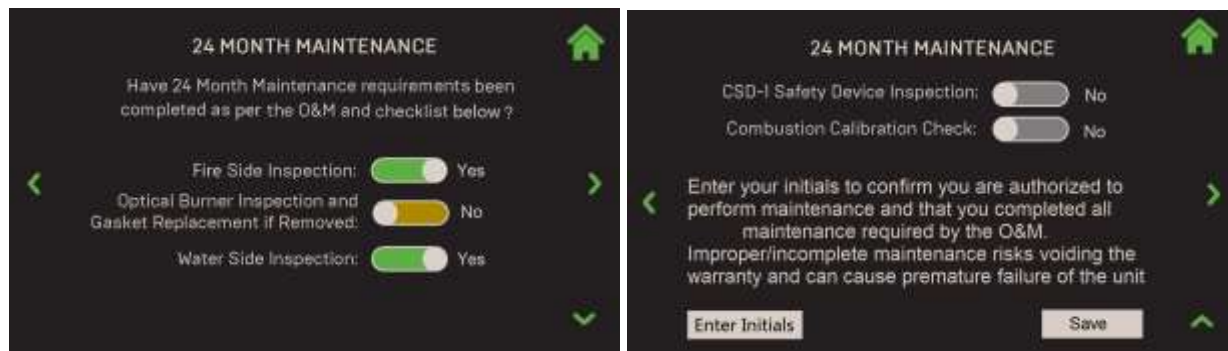 24 MONTH MAINTENANCE
Have 24 Month Maintenance requirements been
completed as per the O&M and checklist below ?
Fire Side Inspection: Yes
Optical Burner Inspection and
Gasket Replacement if Removed: No
Water Side Inspection: Yes
24 MONTH MAINTENANCE
CSD-I Safety Device Inspection: No
Combustion Calibration Check: No
Enter your initials to confirm you are authorized to
perform maintenance and that you completed all
maintenance required by the O&M.
Improper/incomplete maintenance risks voiding the
warranty and can cause premature failure of the unit
Enter Initials Save